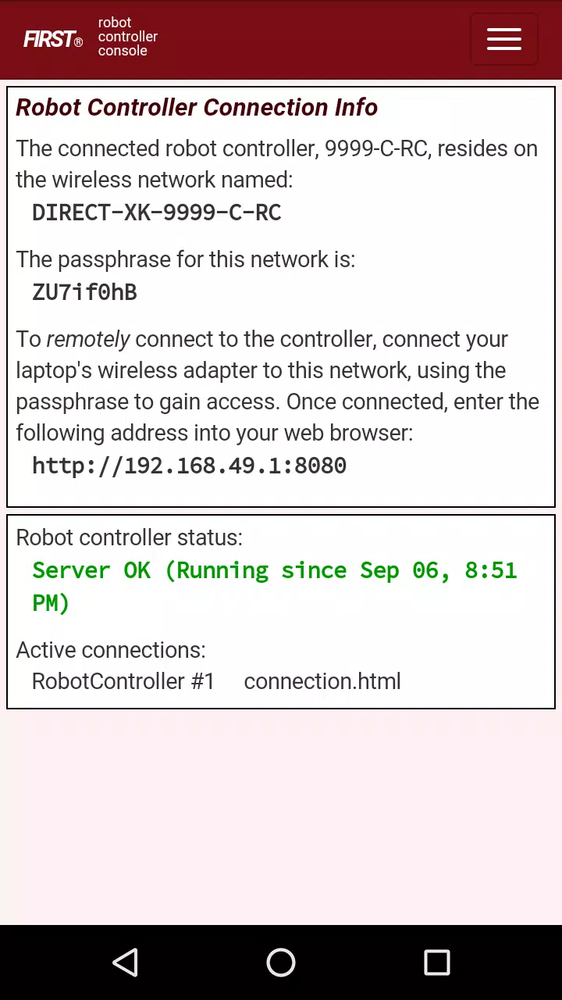 FIRST®
robot
controller
console
Robot Controller Connection Info
The connected robot controller, 9999-C-RC, resides on
the wireless network named:
DIRECT-XK-9999-C-RC
The passphrase for this network is:
ZU7if0hB
To remotely connect to the controller, connect your
laptop's wireless adapter to this network, using the
passphrase to gain access. Once connected, enter the
following address into your web browser:
http://192.168.49.1:8080
Robot controller status:
Server OK (Running since Sep 06, 8:51
PM)
Active connections:
RobotController #1 connection.html